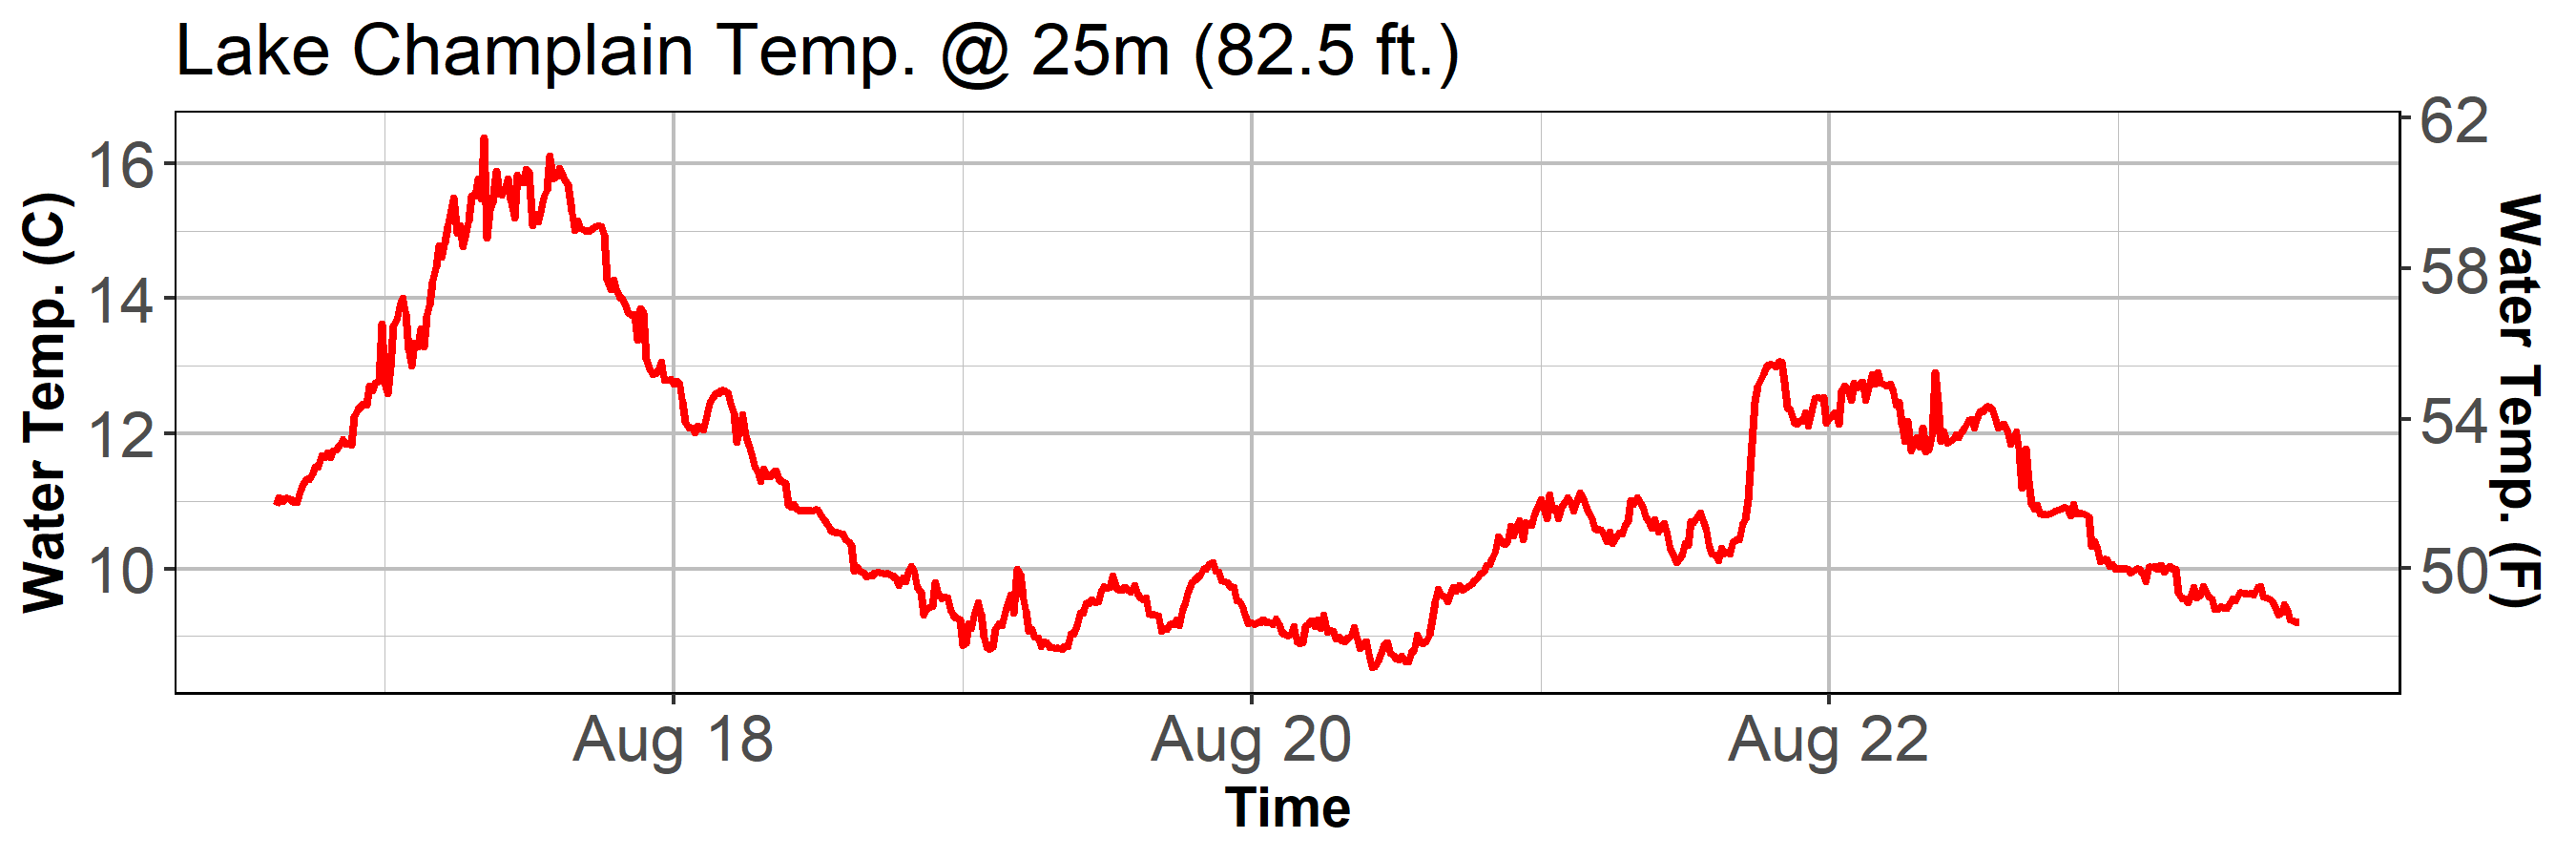 Lake Champlain Temp. @ 25m (82.5 ft.)
Water Temp. (C)
16
14
12
10
62
58
54
50
Water Temp. (F)
Aug 18 Aug 20 Aug 22
Time